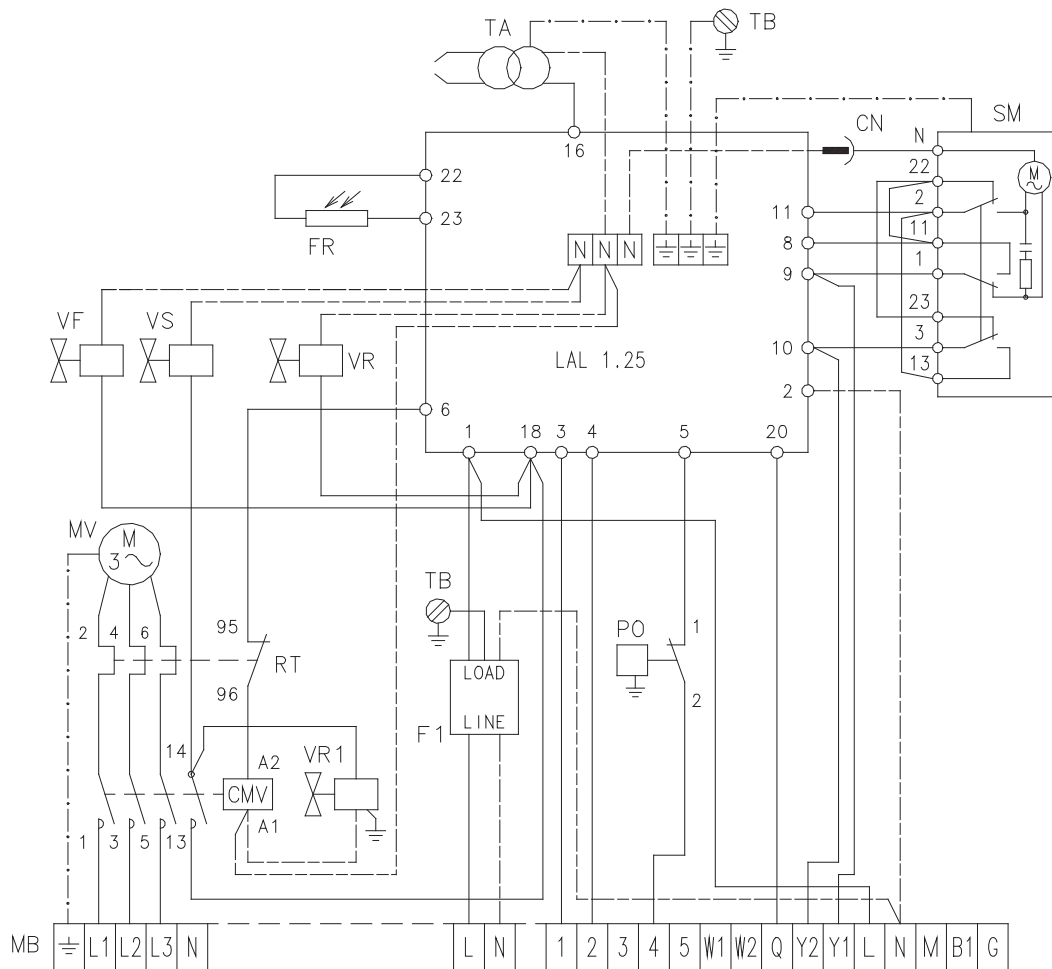 TA
TB
SM
CN
N
16
22
22
2
23
11
11
FR
N N N
8
1
9
VF
VS
23
VR
LAL 1.25
10
3
13
2
6
1 18 3 4 5 20
MV
M
3
TB
2 4 6
95
PO
1
RT
LOAD
96
2
LINE
F1
14
VR1
A2
CMV
A1
1 3 5 13
MB
L1 L2 L3 N
L N
1 2 3 4 5 W1 W2 Q Y2 Y1 L N M B1 G
M